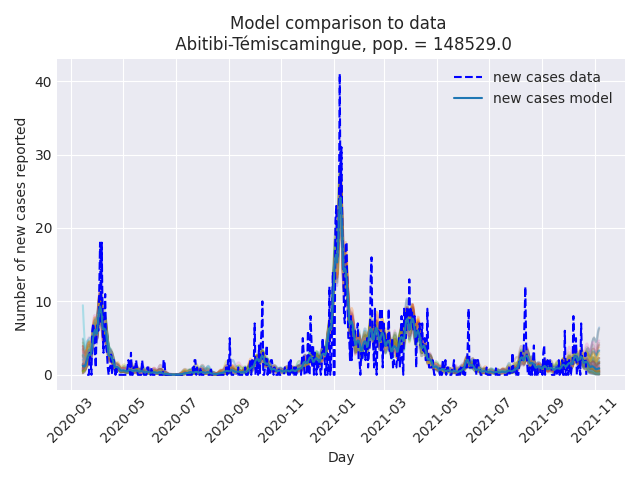 Model comparison to data
Abitibi-Témiscamingue, pop. = 148529.0
new cases data
new cases model
Number of new cases reported
40
30
20
10
0
2020-03
2020-05
2020-07
2020-09
2020-11
2021-01
2021-03
2021-05
2021-07
2021-09
2021-11
Day